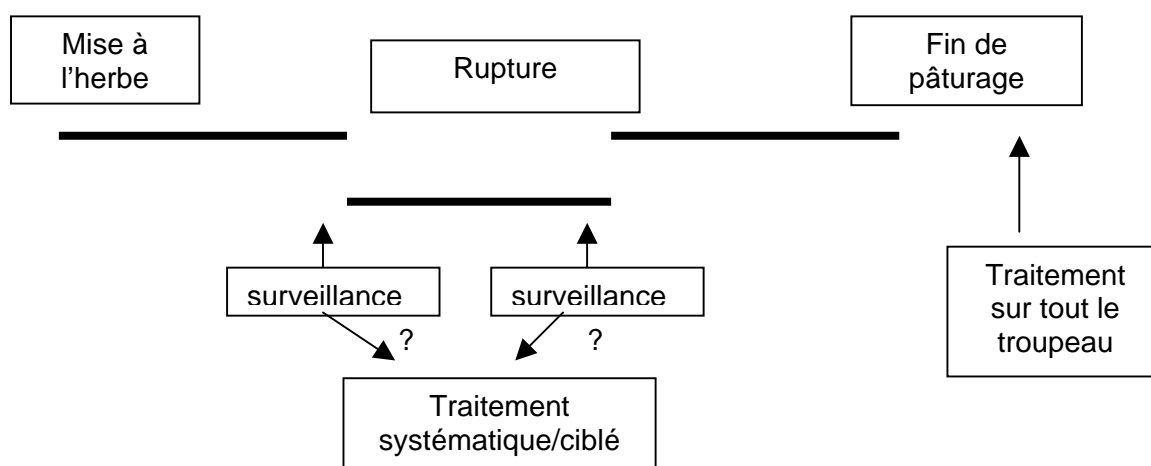 Mise à
l'herbe
Rupture
Fin de
pâturage
surveillance
surveillance
?
?
Traitement
sur tout le
troupeau
Traitement
systématique/ciblé